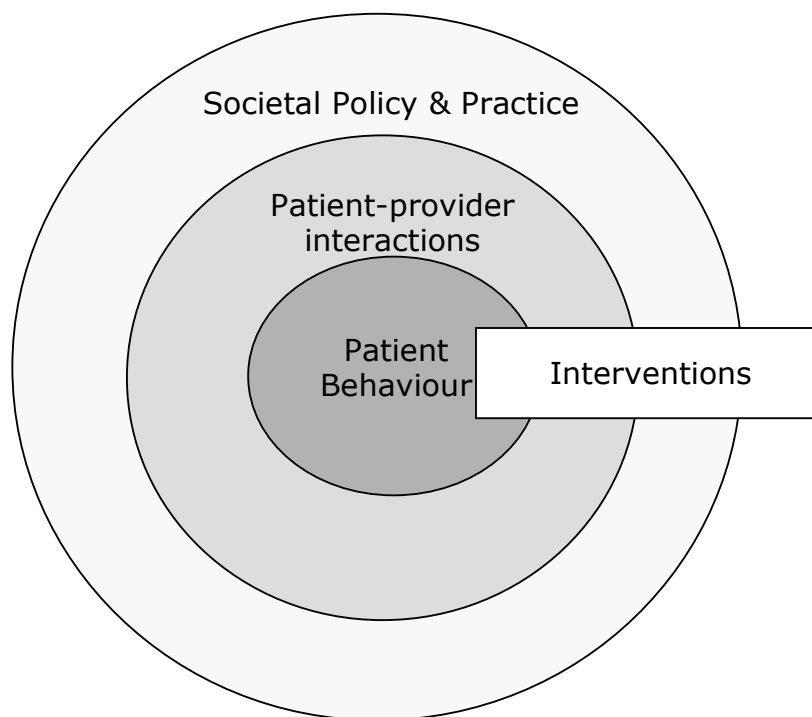 Societal Policy & Practice
Patient-provider
interactions
Patient
Behaviour
Interventions